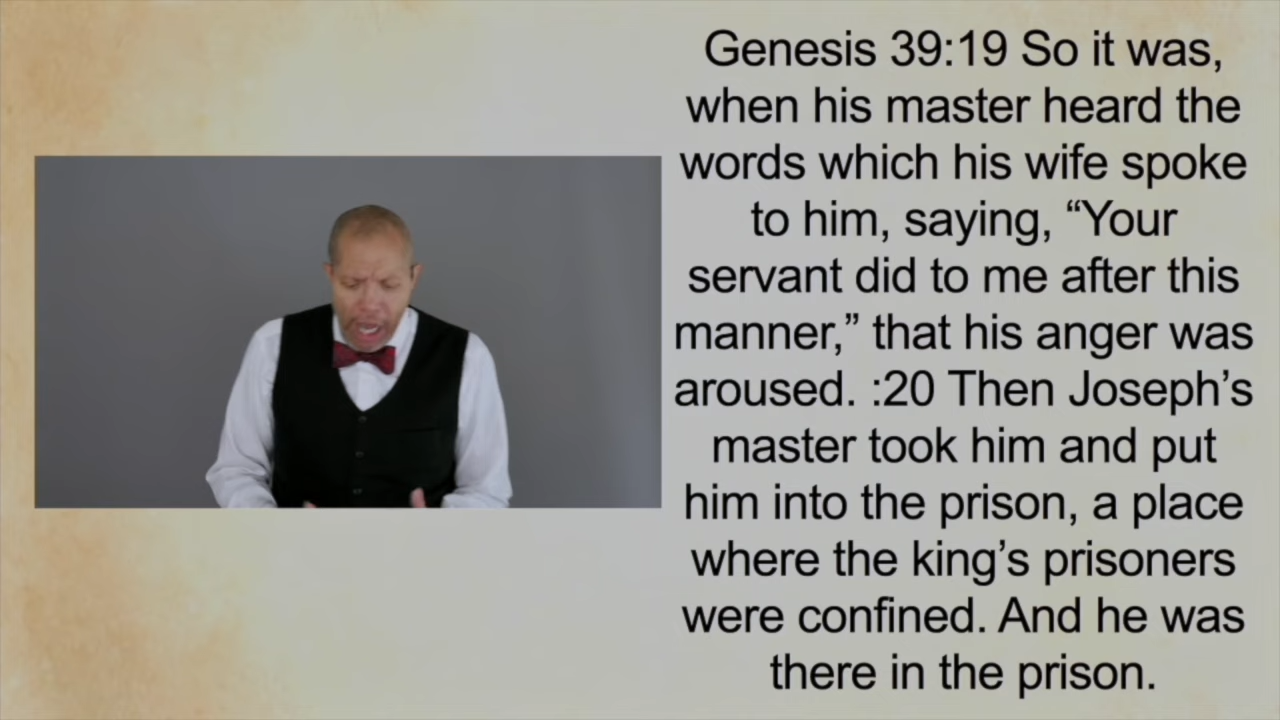 Genesis 39:19 So it was,
when his master heard the
words which his wife spoke
to him, saying, “Your
servant did to me after this
manner,” that his anger was
aroused. :20 Then Joseph’s
master took him and put
him into the prison, a place
where the king’s prisoners
were confined. And he was
there in the prison.